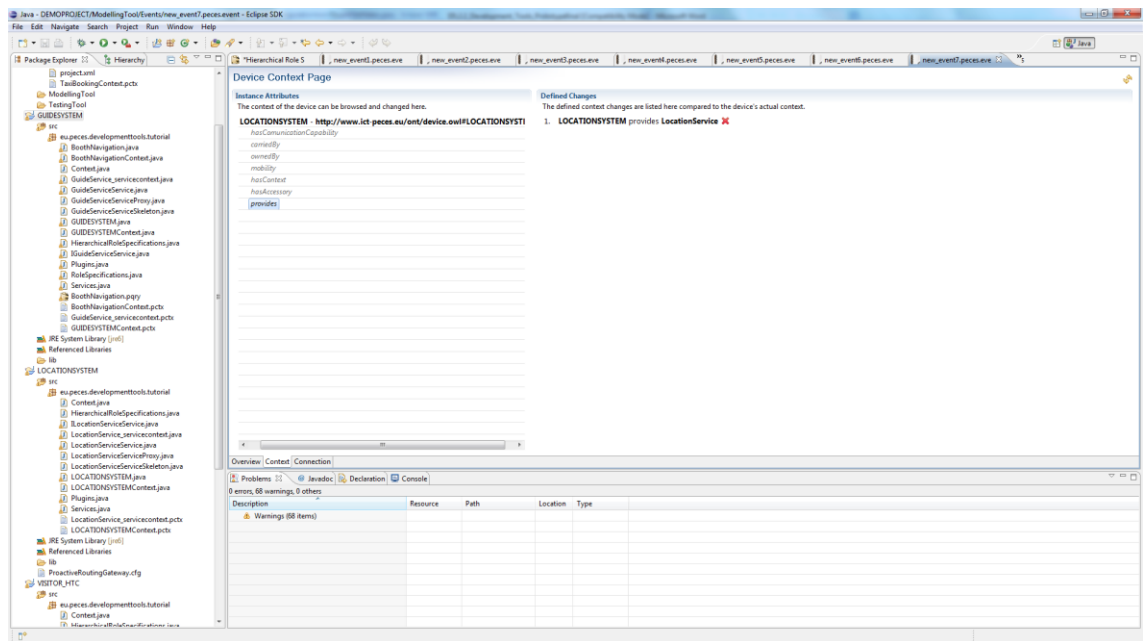 Java - DEMOPROJECT/ModellingTool/Events/new_event7.peces.event - Eclipse SDK
File Edit Navigate Search Project Run Window Help
Java
Package Explorer Hierarchy
project.xml
TaxiBookingContext.pctx
ModellingTool
TestingTool
GUIDESYSTEM
src
eu.peces.developmenttools.tutorial
BoothNavigation.java
BoothNavigationContext.java
Context.java
GuideService_servicecontext.java
GuideServiceService.java
GuideServiceServiceProxy.java
GuideServiceServiceSkeleton.java
GUIDESYSTEM.java
GUIDESYSTEMContext.java
HierarchicalRoleSpecifications.java
IGuideServiceService.java
Plugins.java
RoleSpecifications.java
Services.java
BoothNavigation.pqry
BoothNavigationContext.pctx
GuideService_servicecontext.pctx
GUIDESYSTEMContext.pctx
JRE System Library [jre6]
Referenced Libraries
lib
LOCATIONSYSTEM
src
eu.peces.developmenttools.tutorial
Context.java
HierarchicalRoleSpecifications.java
ILocationServiceService.java
LocationService_servicecontext.java
LocationServiceService.java
LocationServiceServiceProxy.java
LocationServiceServiceSkeleton.java
LOCATIONSYSTEM.java
LOCATIONSYSTEMContext.java
Plugins.java
Services.java
LocationService_servicecontext.pctx
LOCATIONSYSTEMContext.pctx
JRE System Library [jre6]
Referenced Libraries
lib
ProactiveRoutingGateway.cfg
VISITOR_HTC
src
eu.peces.developmenttools.tutorial
Context.java
HierarchicalRoleSpecifications.java
*Hierarchical Role S , new_event1.peces.eve , new_event2.peces.eve , new_event3.peces.eve , new_event4.peces.eve , new_event5.peces.eve , new_event6.peces.eve , new_event7.peces.eve »5
Device Context Page
Instance Attributes
The context of the device can be browsed and changed here.
LOCATIONSYSTEM - http://www.ict-peces.eu/ont/device.owl#LOCATIONSYSTI
hasComunicationCapability
carriedBy
ownedBy
mobility
hasContext
hasAccessory
provides
Defined Changes
The defined context changes are listed here compared to the device's actual context.
1. LOCATIONSYSTEM provides LocationService
Overview Context Connection
Problems Javadoc Declaration Console
0 errors, 68 warnings, 0 others
Description Resource Path Location Type
Warnings (68 items)